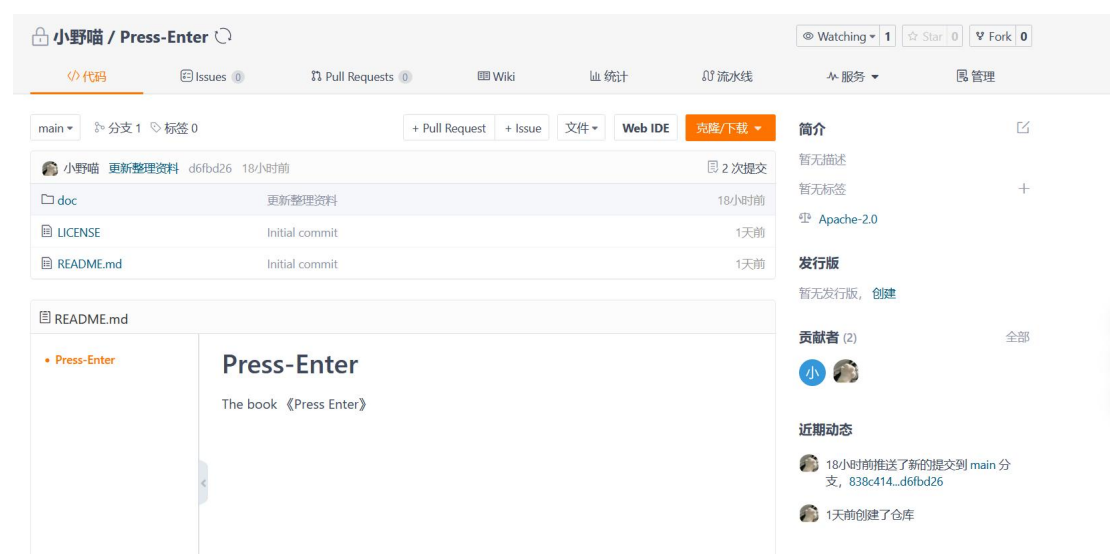 小野喵 / Press-Enter
Watching 1 Star 0 Fork 0
代码 Issues 0 Pull Requests 0 Wiki 统计 流水线 服务 管理
main 分支 1 标签 0 + Pull Request + Issue 文件 Web IDE 克隆/下载
小野喵 更新整理资料 d6fbd26 18小时前 2 次提交
doc 更新整理资料 18小时前
LICENSE Initial commit 1天前
README.md Initial commit 1天前
README.md
Press-Enter
Press-Enter
The book 《Press Enter》
简介
暂无描述
暂无标签
Apache-2.0
发行版
暂无发行版，创建
贡献者 (2) 全部
小
近期动态
18小时前推送了新的提交到 main 分
支，838c414...d6fbd26
1天前创建了仓库